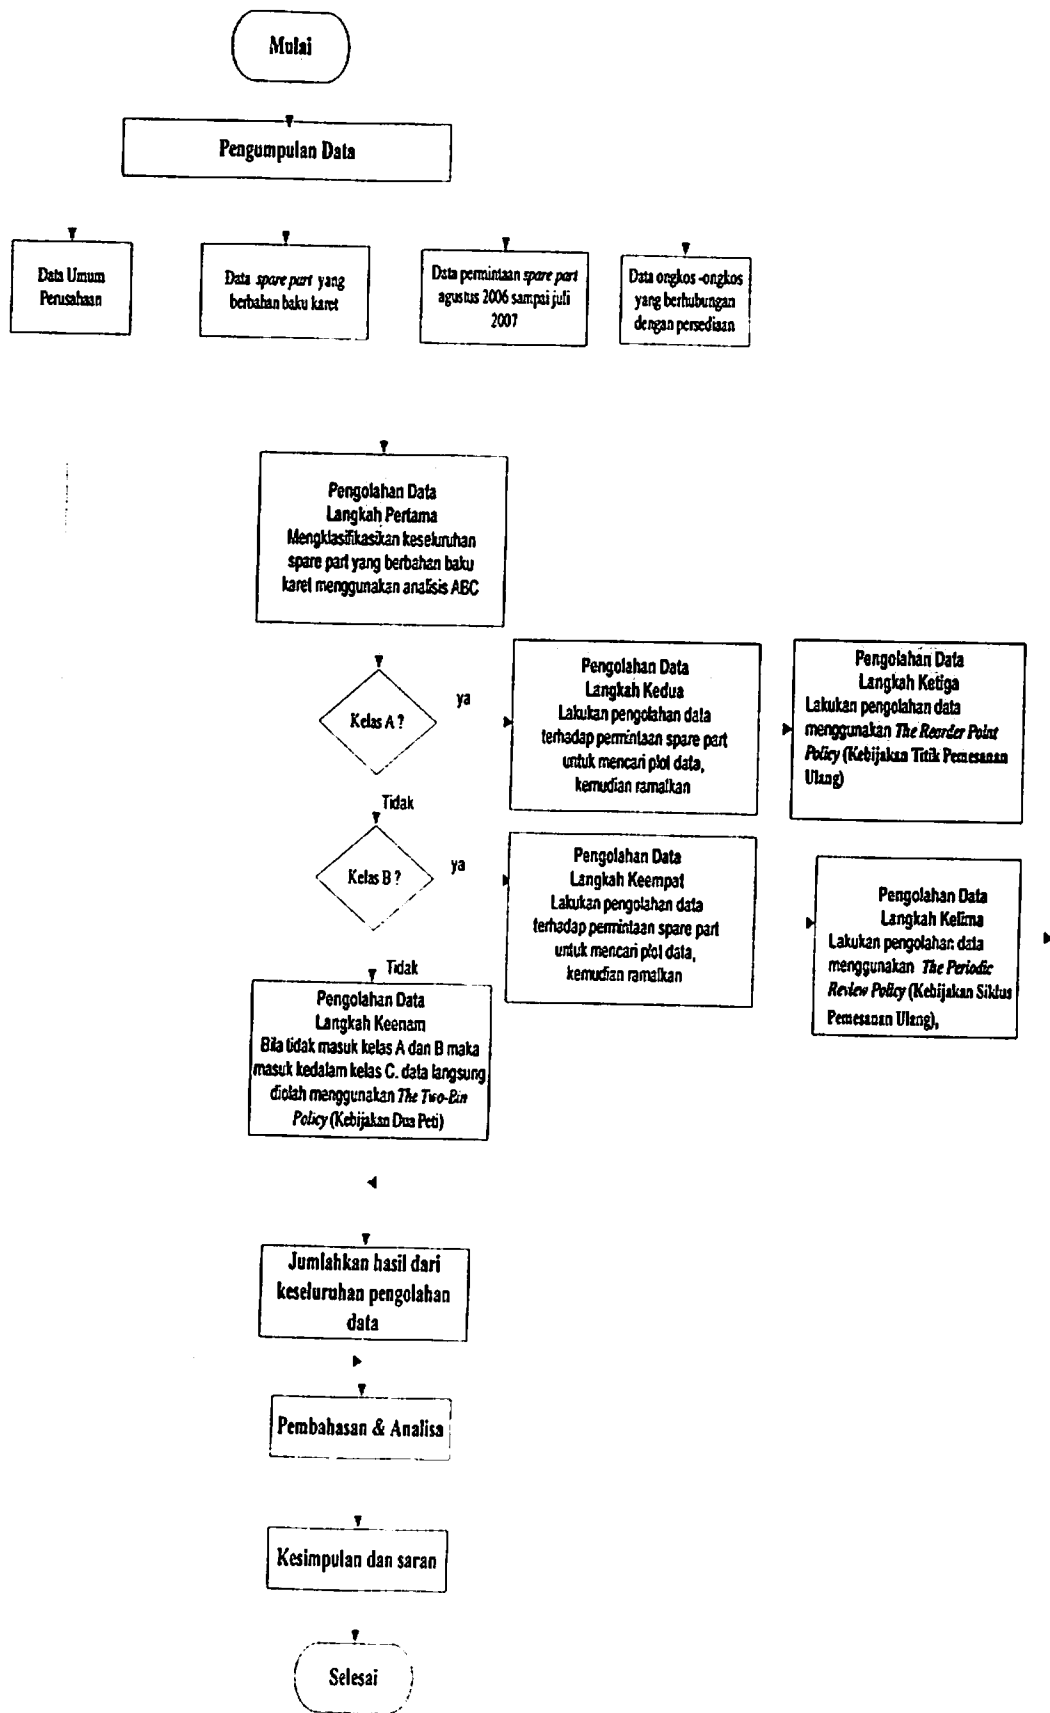 Mulai
Pengumpulan Data
Data Umum
Perusahaan
Data spare part yang
berbahan baku karet
Data permintaan spare part
agustus 2006 sampai juli
2007
Data ongkos -ongkos
yang berhubungan
dengan persediaan
Pengolahan Data
Langkah Pertama
Mengklasifikasikan keseluruhan
spare part yang berbahan baku
karet menggunakan analisis ABC
Kelas A ?
ya
Pengolahan Data
Langkah Kedua
Lakukan pengolahan data
terhadap permintaan spare part
untuk mencari plot data,
kemudian ramalkan
Pengolahan Data
Langkah Ketiga
Lakukan pengolahan data
menggunakan The Reorder Point
Policy (Kebijakan Titik Pemesanan
Ulang)
Tidak
Kelas B ?
ya
Pengolahan Data
Langkah Keempat
Lakukan pengolahan data
terhadap permintaan spare part
untuk mencari plot data,
kemudian ramalkan
Pengolahan Data
Langkah Kelima
Lakukan pengolahan data
menggunakan The Periodic
Review Policy (Kebijakan Siklus
Pemesanan Ulang),
Tidak
Pengolahan Data
Langkah Keenam
Bila tidak masuk kelas A dan B maka
masuk kedalam kelas C. data langsung
diolah menggunakan The Two-Bin
Policy (Kebijakan Dua Peti)
Jumlahkan hasil dari
keseluruhan pengolahan
data
Pembahasan & Analisa
Kesimpulan dan saran
Selesai